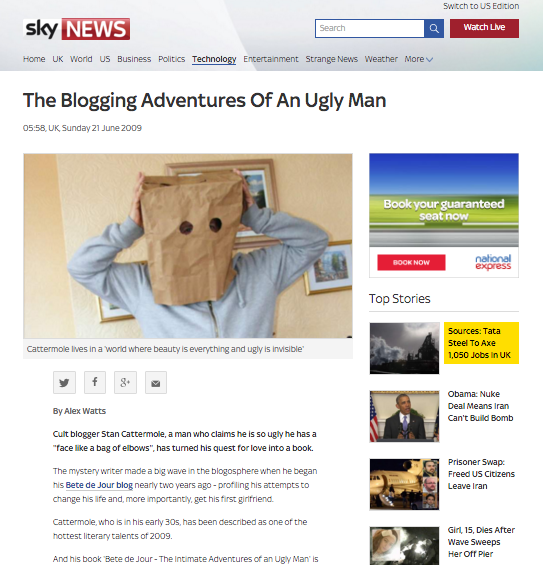 Switch to US Edition
sky NEWS
Search
Watch Live
Home UK World US Business Politics Technology Entertainment Strange News Weather More
The Blogging Adventures Of An Ugly Man
05:58, UK, Sunday 21 June 2009
Book your guaranteed
seat now
BOOK NOW
national
express
Cattermole lives in a 'world where beauty is everything and ugly is invisible'
By Alex Watts
Cult blogger Stan Cattermole, a man who claims he is so ugly he has a
"face like a bag of elbows", has turned his quest for love into a book.
The mystery writer made a big wave in the blogosphere when he began
his Bete de Jour blog nearly two years ago - profiling his attempts to
change his life and, more importantly, get his first girlfriend.
Cattermole, who is in his early 30s, has been described as one of the
hottest literary talents of 2009.
And his book 'Bete de Jour - The Intimate Adventures of an Ugly Man' is
Top Stories
Sources: Tata
Steel To Axe
1,050 Jobs In UK
Obama: Nuke
Deal Means Iran
Can't Build Bomb
Prisoner Swap:
Freed US Citizens
Leave Iran
Girl, 15, Dies After
Wave Sweeps
Her Off Pier